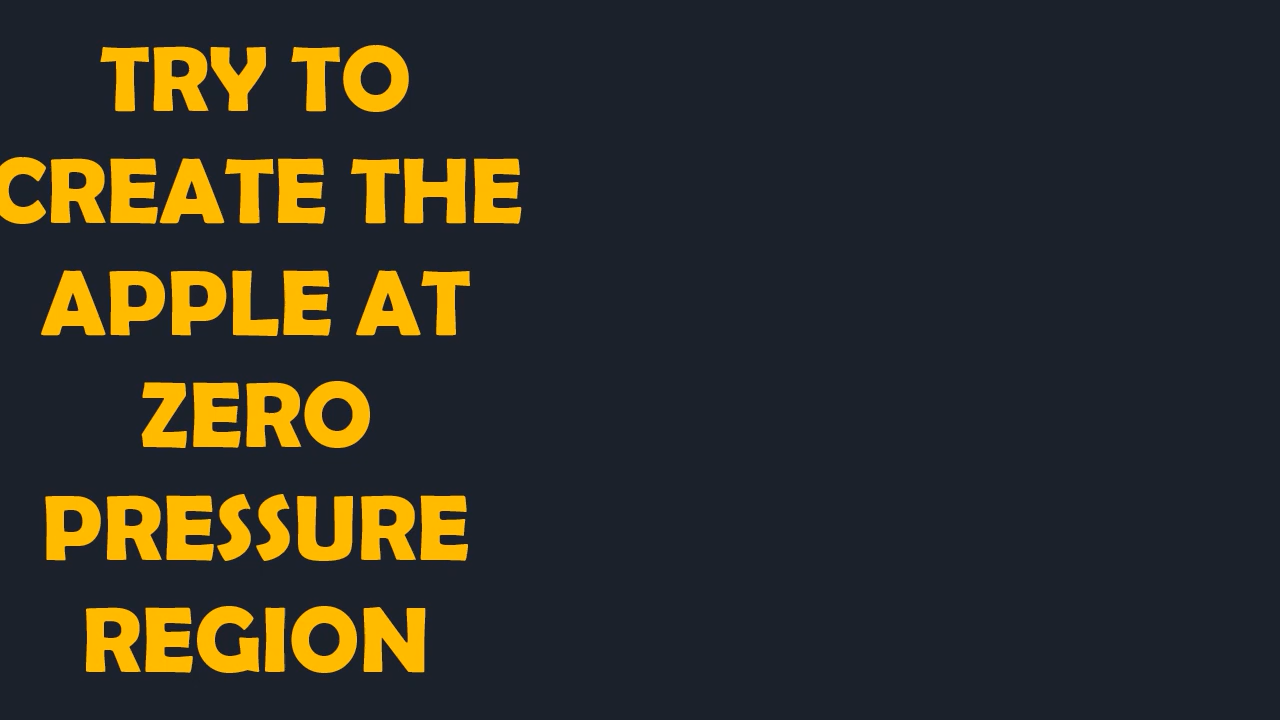 TRY TO
CREATE THE
APPLE AT
ZERO
PRESSURE
REGION